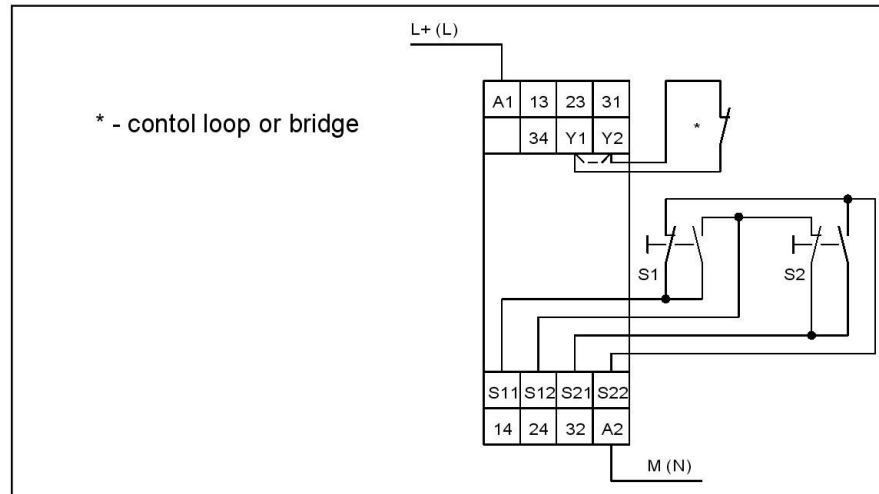 L+ (L)
* - contol loop or bridge
A1 13 23 31
34 Y1 Y2
*
S1 S2
S11 S12 S21 S22
14 24 32 A2
M (N)